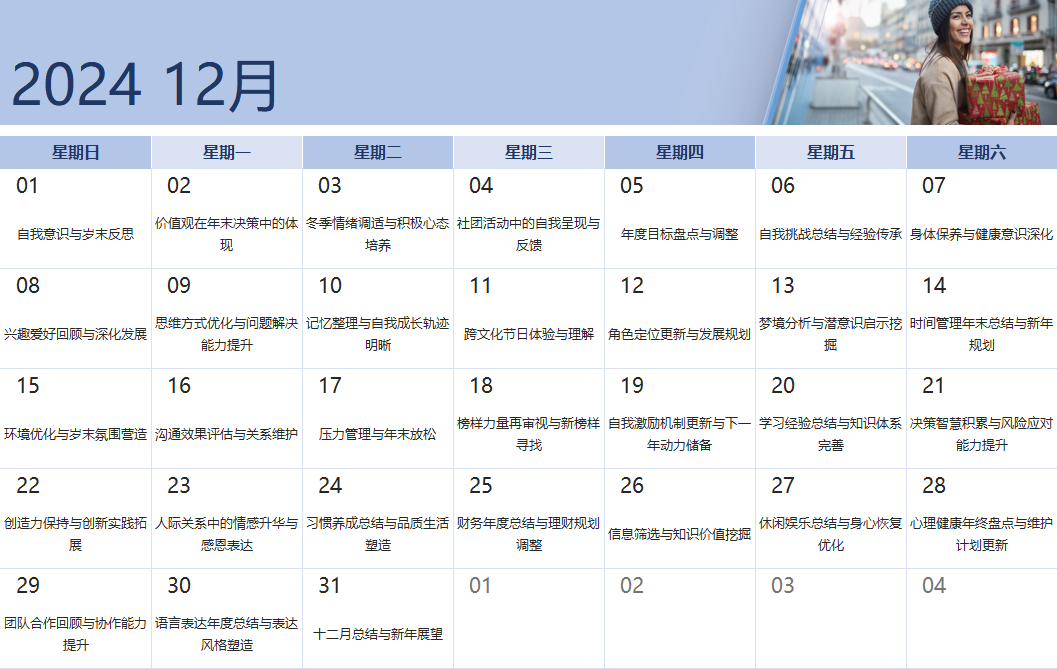 2024 12月
星期日 星期一 星期二 星期三 星期四 星期五 星期六
01 02 03 04 05 06 07
自我意识与岁末反思
价值观在年末决策中的体
现
冬季情绪调适与积极心态
培养
社团活动中的自我呈现与
反馈
年度目标盘点与调整
自我挑战总结与经验传承
身体保养与健康意识深化
08 09 10 11 12 13 14
兴趣爱好回顾与深化发展
思维方式优化与问题解决
能力提升
记忆整理与自我成长轨迹
明晰
跨文化节日体验与理解
角色定位更新与发展规划
梦境分析与潜意识启示挖
掘
时间管理年末总结与新年
规划
15 16 17 18 19 20 21
环境优化与岁末氛围营造
沟通效果评估与关系维护
压力管理与年末放松
榜样力量再审视与新榜样
寻找
自我激励机制更新与下一
年动力储备
学习经验总结与知识体系
完善
决策智慧积累与风险应对
能力提升
22 23 24 25 26 27 28
创造力保持与创新实践拓
展
人际关系中的情感升华与
感恩表达
习惯养成总结与品质生活
塑造
财务年度总结与理财规划
调整
信息筛选与知识价值挖掘
休闲娱乐总结与身心恢复
优化
心理健康年终盘点与维护
计划更新
29 30 31 01 02 03 04
团队合作回顾与协作能力
提升
语言表达年度总结与表达
风格塑造
十二月总结与新年展望